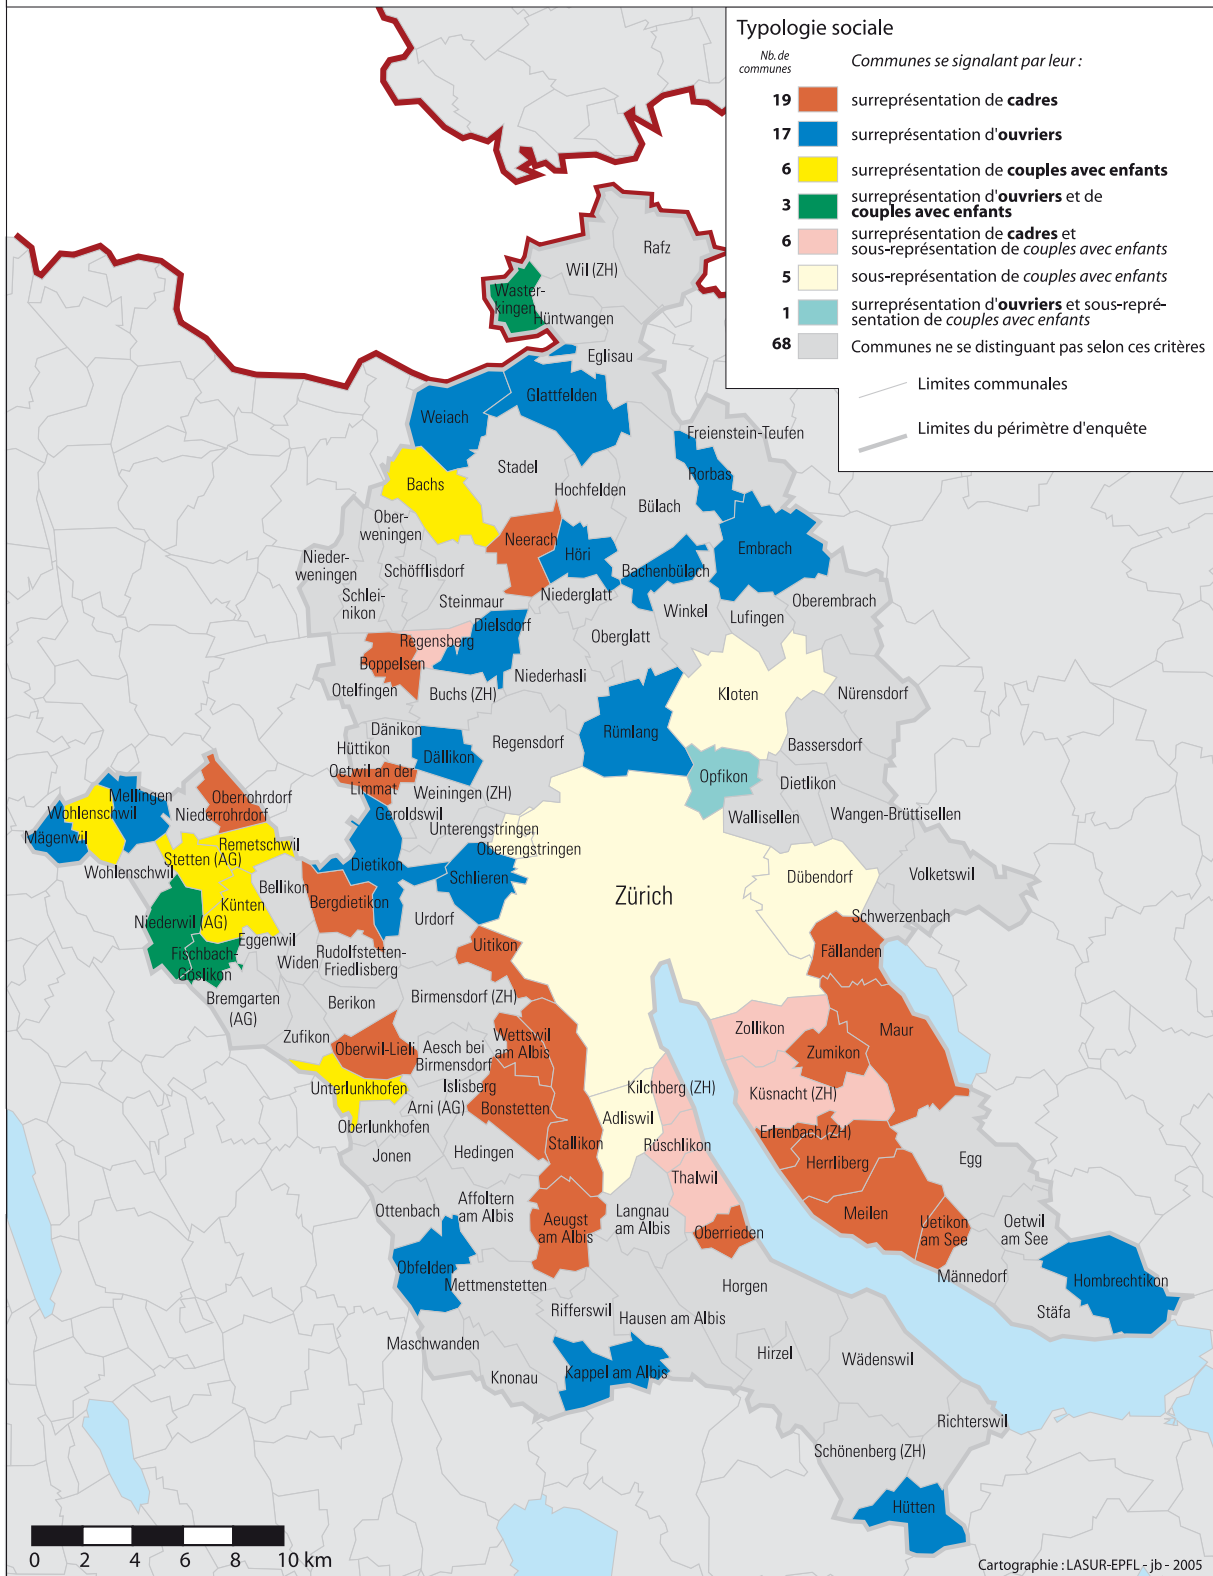 Typologie sociale
Nb. de
communes
Communes se signalant par leur :
19 surreprésentation de cadres
17 surreprésentation d'ouvriers
6 surreprésentation de couples avec enfants
3 surreprésentation d'ouvriers et de
couples avec enfants
6 surreprésentation de cadres et
sous-représentation de couples avec enfants
5 sous-représentation de couples avec enfants
1 surreprésentation d'ouvriers et sous-repré-
sentation de couples avec enfants
68 Communes ne se distinguant pas selon ces critères
Limites communales
Limites du périmètre d'enquête
Rafz
Wil (ZH)
Waster-
kingen
Hüntwangen
Eglisau
Glattfelden
Weiach
Freienstein-Teufen
Stadel
Rorbas
Bachs
Hochfelden
Bülach
Ober-
weningen
Neerach
Höri
Embrach
Nieder-
weningen
Schöfflisdorf
Bachenbülach
Schlei-
nikon
Steinmaur
Niederglatt
Winkel
Lufingen
Oberembrach
Regensberg
Dielsdorf
Oberglatt
Boppelsen
Otelfingen
Buchs (ZH)
Niederhasli
Kloten
Nürensdorf
Dänikon
Hüttikon
Dällikon
Regensdorf
Rümlang
Bassersdorf
Oetwil an der
Limmat
Weiningen (ZH)
Opfikon
Dietlikon
Mellingen
Oberrohrdorf
Niederrohrdorf
Wohlenschwil
Mägenwil
Geroldswil
Unterengstringen
Oberengstringen
Wallisellen
Wangen-Brüttisellen
Remetschwil
Stetten (AG)
Wohlenschwil
Dietikon
Schlieren
Volketswil
Dübendorf
Bellikon
Künten
Bergdietikon
Zürich
Niederwil (AG)
Urdorf
Schwerzenbach
Eggenwil
Uitikon
Fällanden
Fischbach-
Göslikon
Widen
Rudolfstetten-
Friedlisberg
Bremgarten
(AG)
Berikon
Birmensdorf (ZH)
Zufikon
Oberwil-Lieli
Aesch bei
Birmensdorf
Wettswil
am Albis
Zollikon
Maur
Zumikon
Unterlunkhofen
Islisberg
Arni (AG)
Bonstetten
Kilchberg (ZH)
Küsnacht (ZH)
Oberlunkhofen
Adliswil
Erlenbach (ZH)
Jonen
Hedingen
Stallikon
Rüschlikon
Herrliberg
Egg
Thalwil
Ottenbach
Affoltern
am Albis
Aeugst
am Albis
Langnau
am Albis
Oberrieden
Meilen
Uetikon
am See
Oetwil
am See
Obfelden
Mettmenstetten
Horgen
Männedorf
Hombrechtikon
Rifferswil
Hausen am Albis
Stäfa
Maschwanden
Knonau
Kappel am Albis
Hirzel
Wädenswil
Richterswil
Schönenberg (ZH)
Hütten
0 2 4 6 8 10 km
Cartographie : LASUR-EPFL - jb - 2005